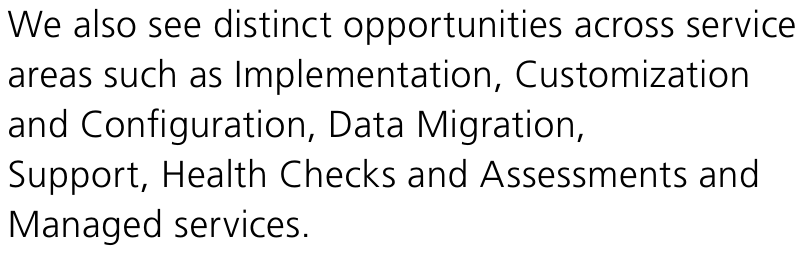 We also see distinct opportunities across service
areas such as Implementation, Customization
and Configuration, Data Migration,
Support, Health Checks and Assessments and
Managed services.